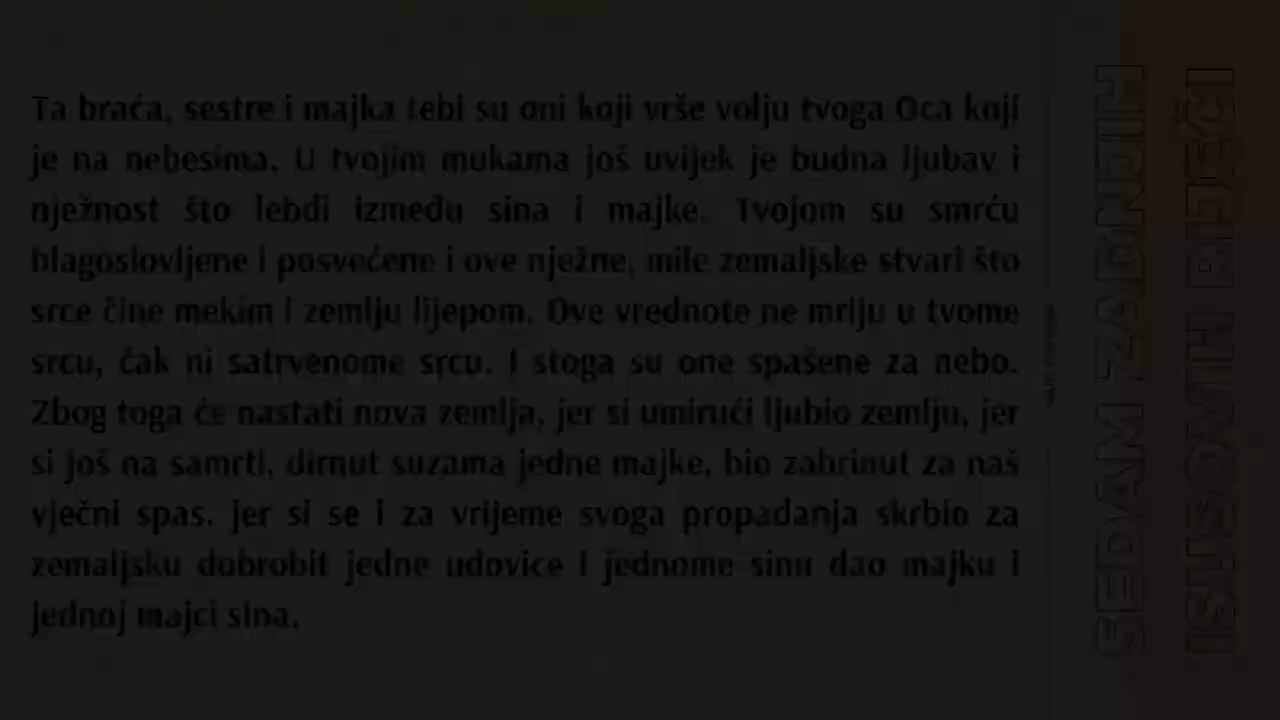 Ta braća, sestre i majka tebi su oni koji vrše volju tvoga Oca koji
je na nebesima. U tvojim mukama još uvijek je budna ljubav i
nježnost što lebdi između sina i majke. Tvojom su smrću
blagoslovljene i posvećene i ove nježne, mile zemaljske stvari što
srce čine mekim i zemlju lijepom. Ove vrednote ne mriju u tvome
srcu, čak ni satrvenome srcu. I stoga su one spašene za nebo.
Zbog toga će nastati nova zemlja, jer si umirući ljubio zemlju, jer
si još na samrti, dirnut suzama jedne majke, bio zabrinut za naš
vječni spas. jer si se i za vrijeme svoga propadanja skrbio za
zemaljsku dobrobit jedne udovice i jednome sinu dao majku i
jednoj majci sina.
SEDAM ZADNJIH
ISUSOVIH RIJEČI